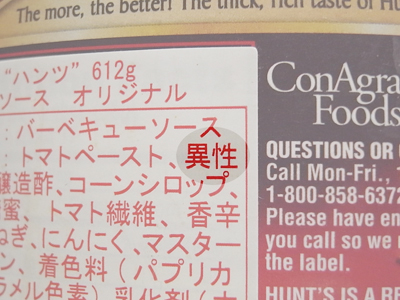 The more, the better! The thick, rich taste of Hu
"ハンツ" 612g
ソース オリジナル
: バーベキューソース
: トマトペースト、異性
醸造酢、コーンシロップ、
蜜、トマト繊維、香辛
ねぎ、にんにく、マスター
ン、着色料(パプリカ
ラメル色素) 乳化剤(
ConAgra
Foods
QUESTIONS OR
Call Mon-Fri.,
1-800-858-6372
Please have en
you call so we
the label.
HUNT'S IS A RE